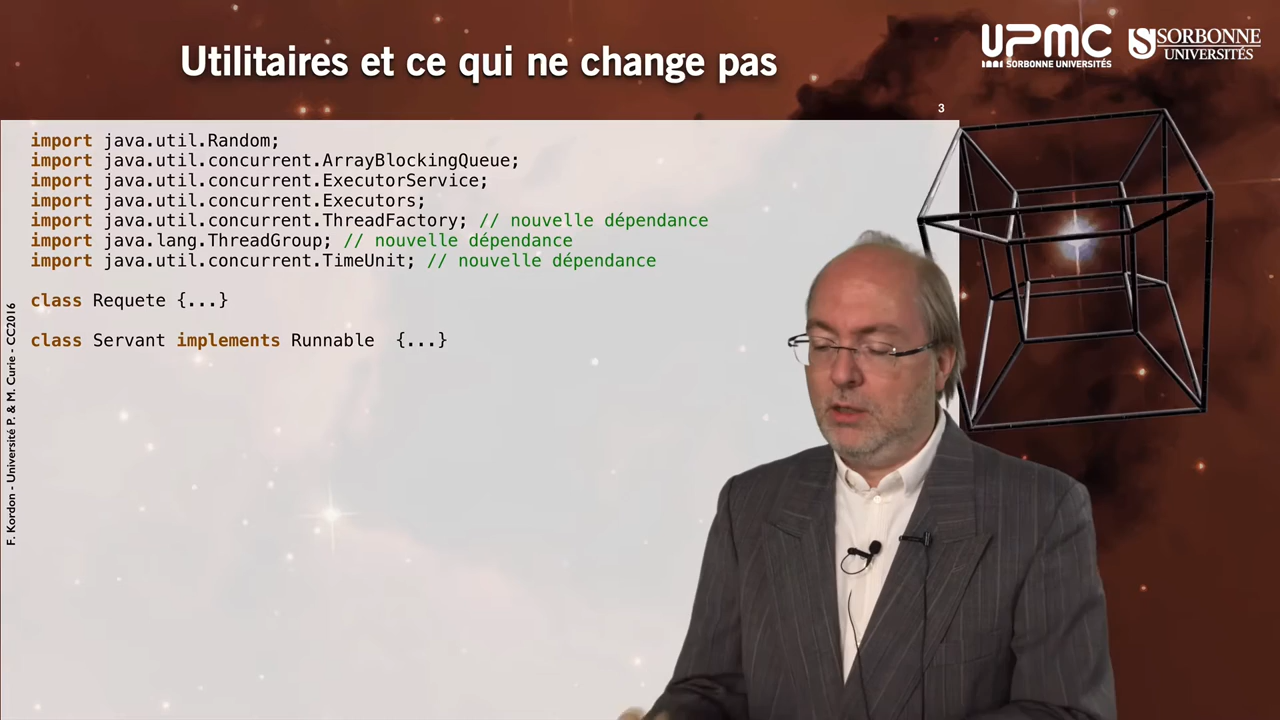 Utilitaires et ce qui ne change pas
UPMC
SORBONNE UNIVERSITÉS
SORBONNE
UNIVERSITÉS
3
import java.util.Random;
import java.util.concurrent.ArrayBlockingQueue;
import java.util.concurrent.ExecutorService;
import java.util.concurrent.Executors;
import java.util.concurrent.ThreadFactory; // nouvelle dépendance
import java.lang.ThreadGroup; // nouvelle dépendance
import java.util.concurrent.TimeUnit; // nouvelle dépendance
class Requete {...}
class Servant implements Runnable {...}
F. Kordon - Université P. & M. Curie - CC2016